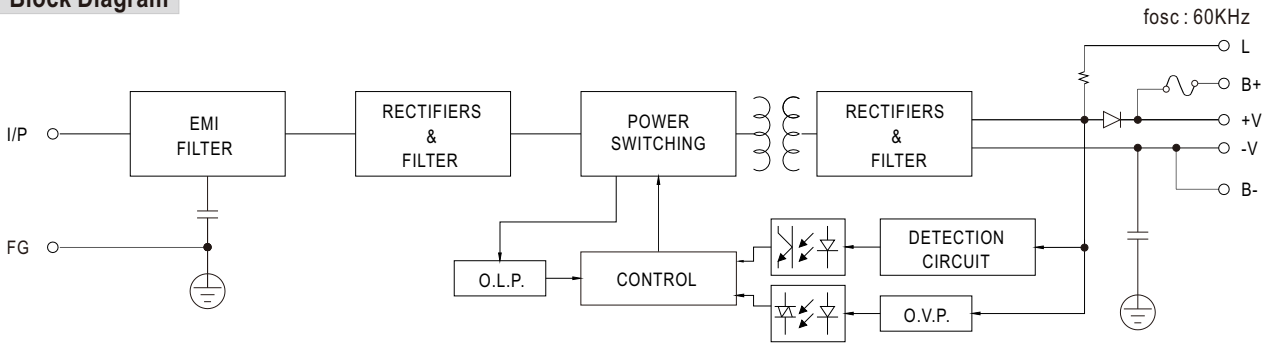 Block Diagram
fosc : 60KHz
L
B+
+V
-V
B-
I/P
EMI
FILTER
RECTIFIERS
&
FILTER
POWER
SWITCHING
RECTIFIERS
&
FILTER
FG
O.L.P.
CONTROL
DETECTION
CIRCUIT
O.V.P.